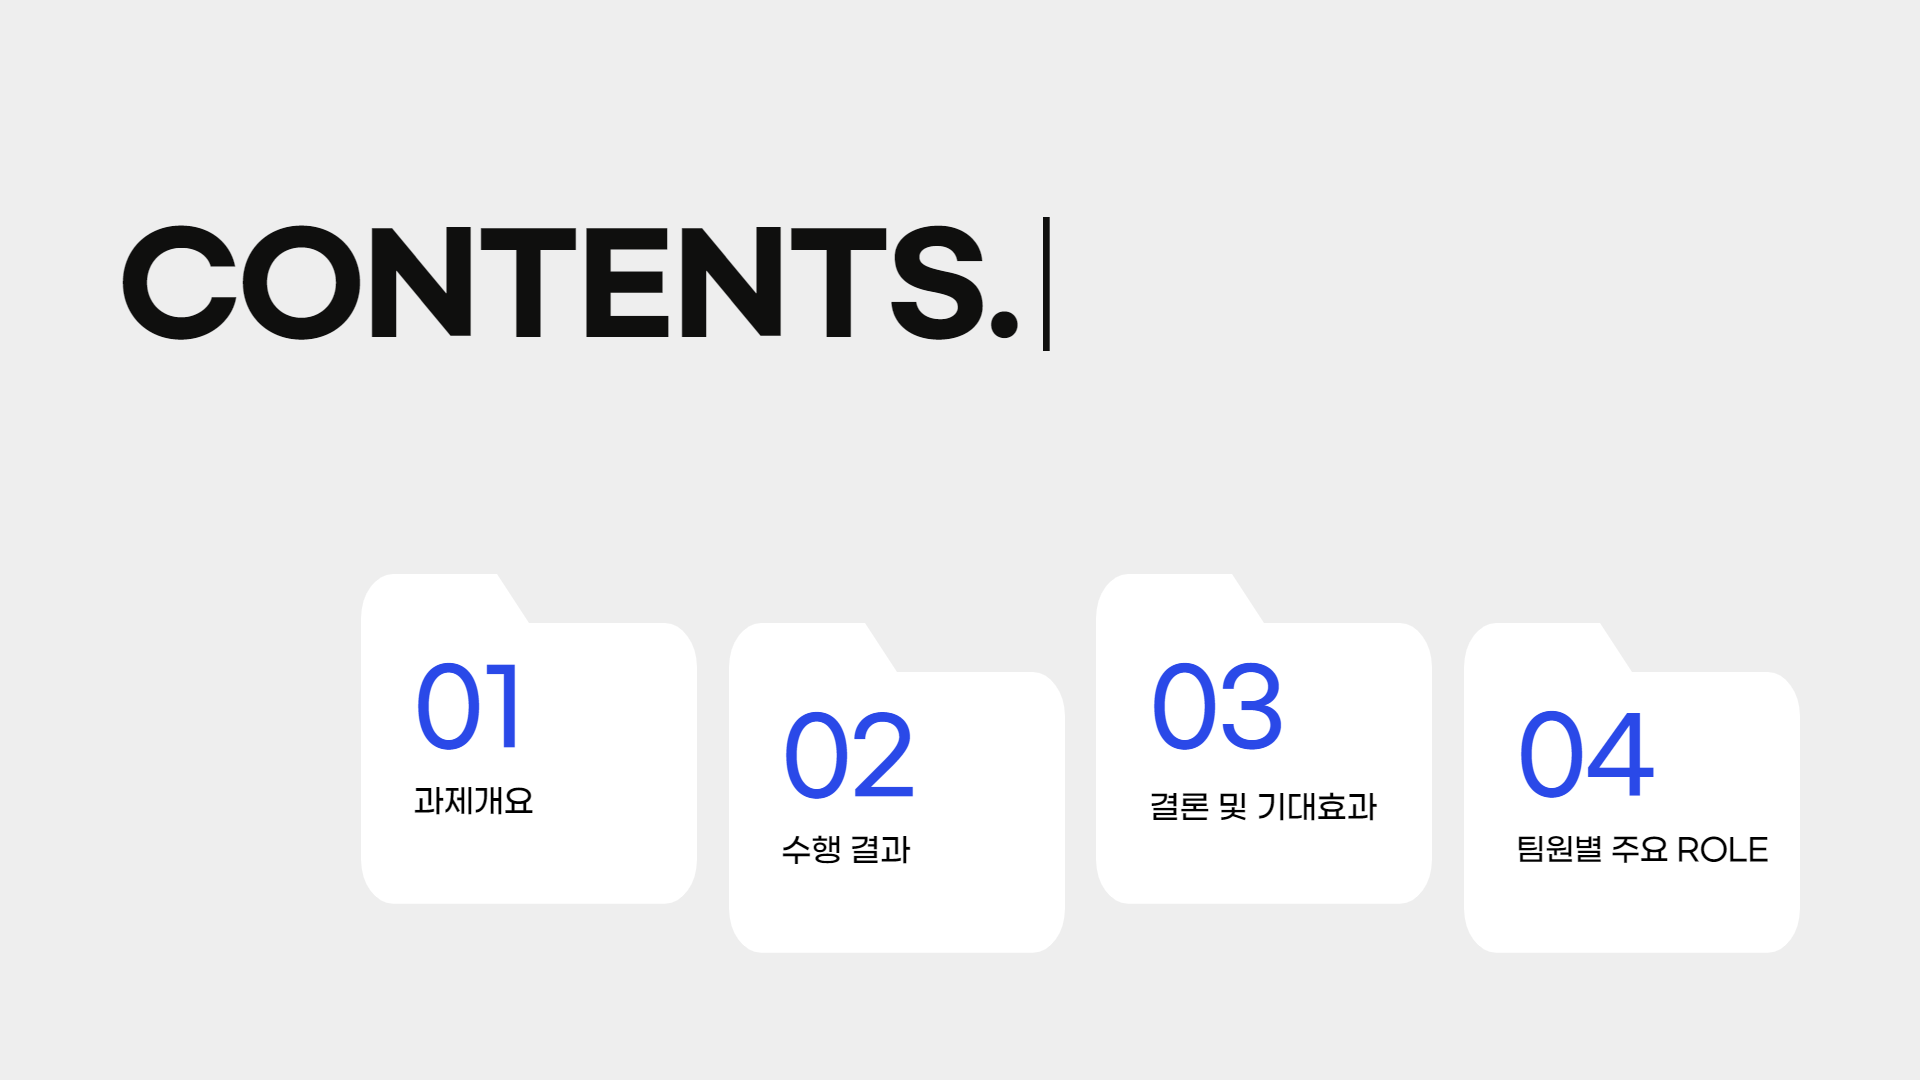 CONTENTS.
01
과제개요
02
수행 결과
03
결론 및 기대효과
04
팀원별 주요 ROLE